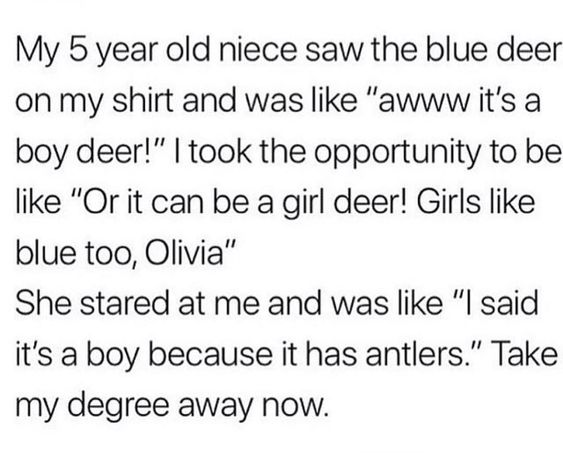 My 5 year old niece saw the blue deer
on my shirt and was like "awww it's a
boy deer!" I took the opportunity to be
like "Or it can be a girl deer! Girls like
blue too, Olivia"
She stared at me and was like "I said
it's a boy because it has antlers." Take
my degree away now.